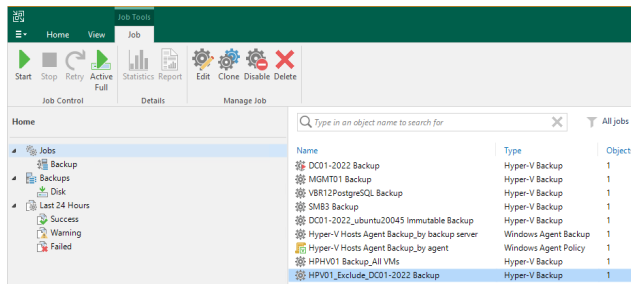 Job Tools
Home View Job
Start Stop Retry Active Full Statistics Report Edit Clone Disable Delete
Job Control Details Manage Job
Home
Type in an object name to search for All jobs
Jobs
Backup
Backups
Disk
Last 24 Hours
Success
Warning
Failed
Name Type Object
DC01-2022 Backup Hyper-V Backup 1
MGMT01 Backup Hyper-V Backup 1
VBR12PostgreSQL Backup Hyper-V Backup 1
SMB3 Backup Hyper-V Backup 1
DC01-2022_ubuntu20045 Immutable Backup Hyper-V Backup 1
Hyper-V Hosts Agent Backup_by backup server Windows Agent Backup 1
Hyper-V Hosts Agent Backup_by agent Windows Agent Policy 1
HPHV01 Backup_All VMs Hyper-V Backup 1
HPV01_Exclude_DC01-2022 Backup Hyper-V Backup 1